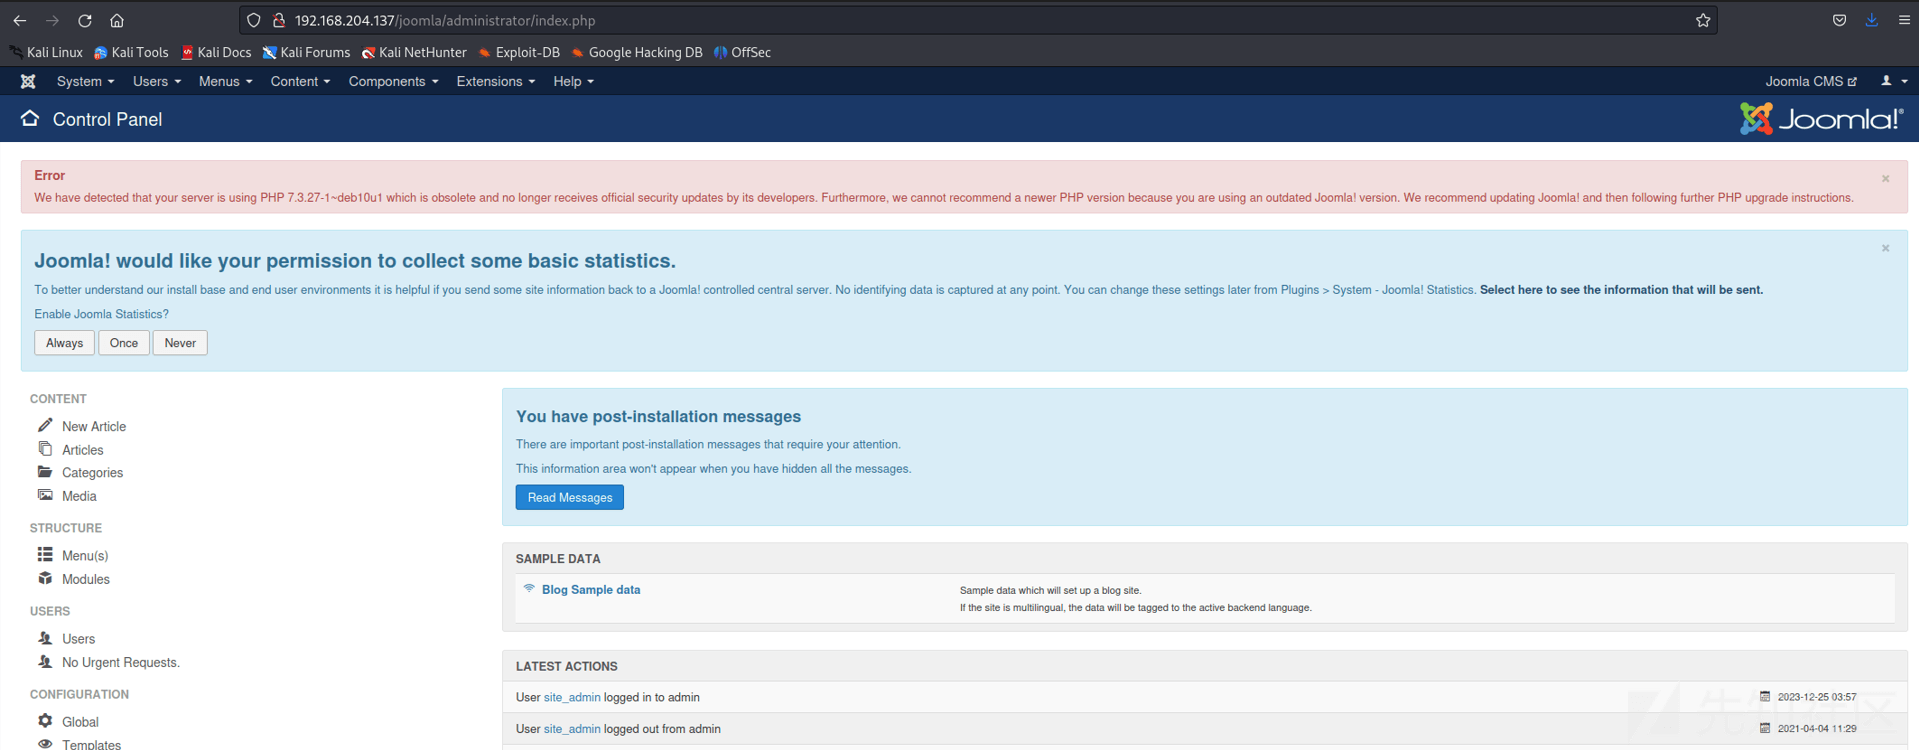 192.168.204.137/joomla/administrator/index.php
Kali Linux Kali Tools Kali Docs Kali Forums Kali NetHunter Exploit-DB Google Hacking DB OffSec
System Users Menus Content Components Extensions Help Joomla CMS
Control Panel Joomla!®
Error ×
We have detected that your server is using PHP 7.3.27-1~deb10u1 which is obsolete and no longer receives official security updates by its developers. Furthermore, we cannot recommend a newer PHP version because you are using an outdated Joomla! version. We recommend updating Joomla! and then following further PHP upgrade instructions.
×
Joomla! would like your permission to collect some basic statistics.
To better understand our install base and end user environments it is helpful if you send some site information back to a Joomla! controlled central server. No identifying data is captured at any point. You can change these settings later from Plugins > System - Joomla! Statistics. Select here to see the information that will be sent.
Enable Joomla Statistics?
Always Once Never
CONTENT
New Article
Articles
Categories
Media
STRUCTURE
Menu(s)
Modules
USERS
Users
No Urgent Requests.
CONFIGURATION
Global
Templates
You have post-installation messages
There are important post-installation messages that require your attention.
This information area won't appear when you have hidden all the messages.
Read Messages
SAMPLE DATA
Blog Sample data
Sample data which will set up a blog site.
If the site is multilingual, the data will be tagged to the active backend language.
LATEST ACTIONS
User site_admin logged in to admin 2023-12-25 03:57
User site_admin logged out from admin 2021-04-04 11:29